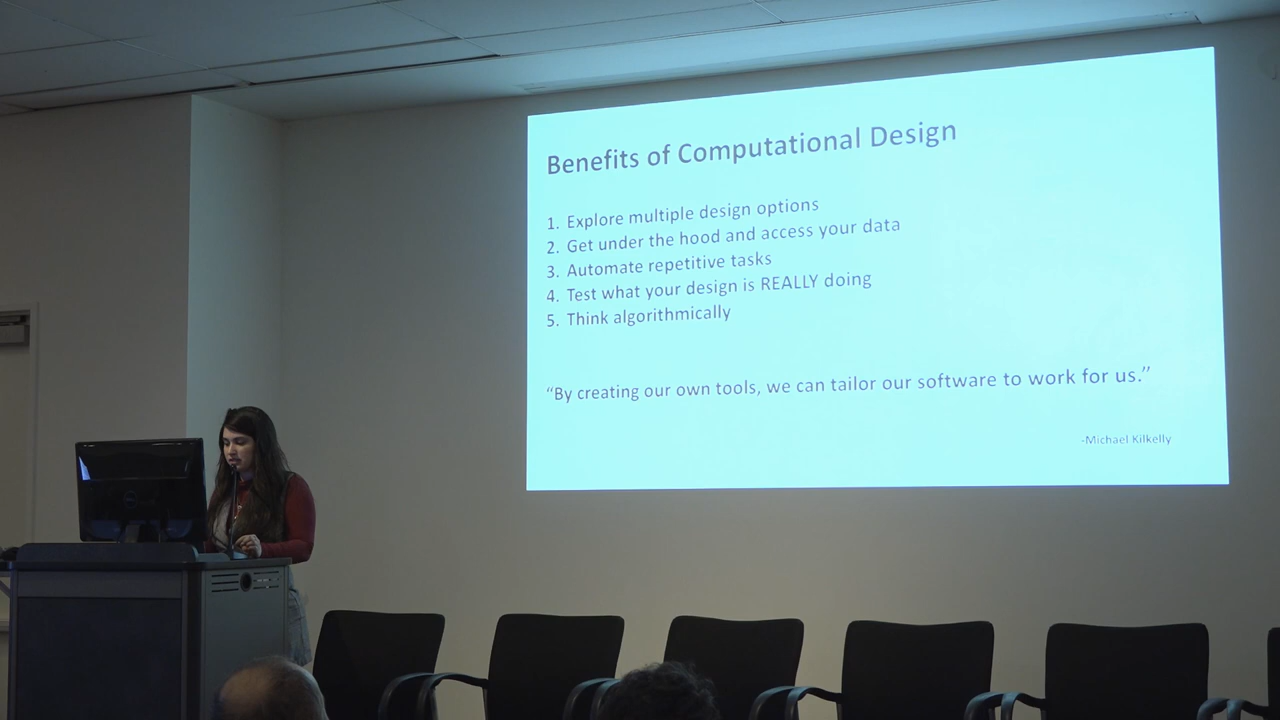 Benefits of Computational Design
1. Explore multiple design options
2. Get under the hood and access your data
3. Automate repetitive tasks
4. Test what your design is REALLY doing
5. Think algorithmically
“By creating our own tools, we can tailor our software to work for us.”
-Michael Kilkelly